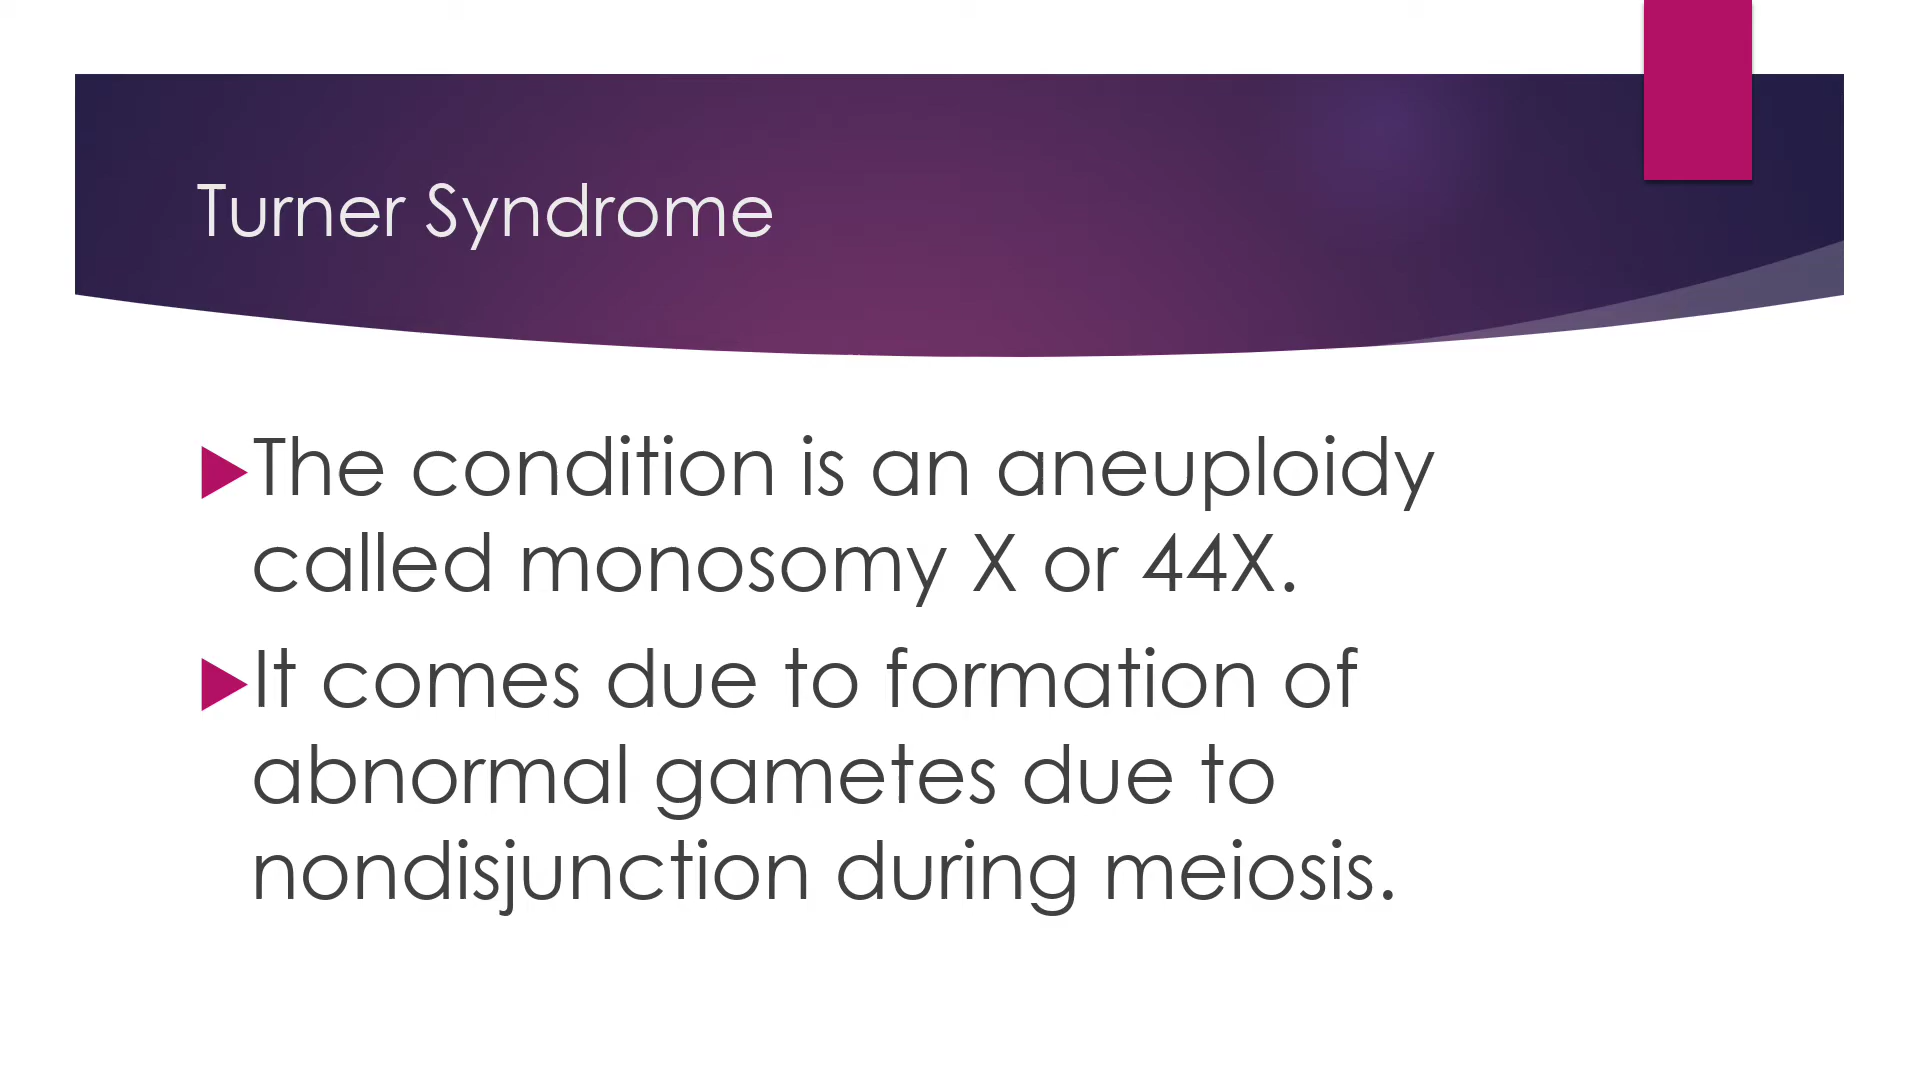 Turner Syndrome
The condition is an aneuploidy
called monosomy X or 44X.
It comes due to formation of
abnormal gametes due to
nondisjunction during meiosis.